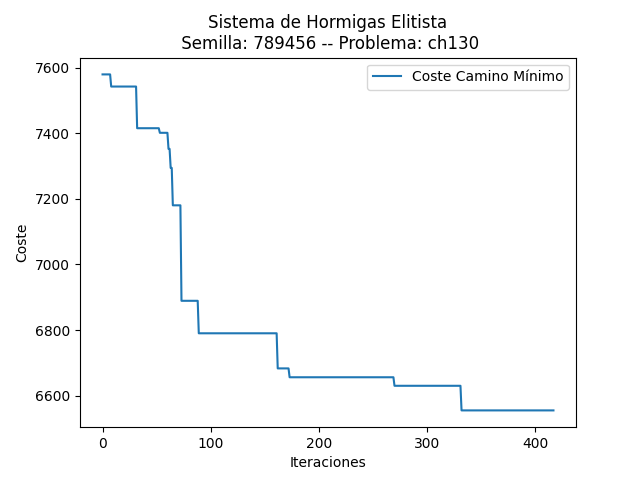 Sistema de Hormigas Elitista
Semilla: 789456 -- Problema: ch130
Coste Camino Mínimo
7600
7400
7200
7000
6800
6600
Coste
0
100
200
300
400
Iteraciones